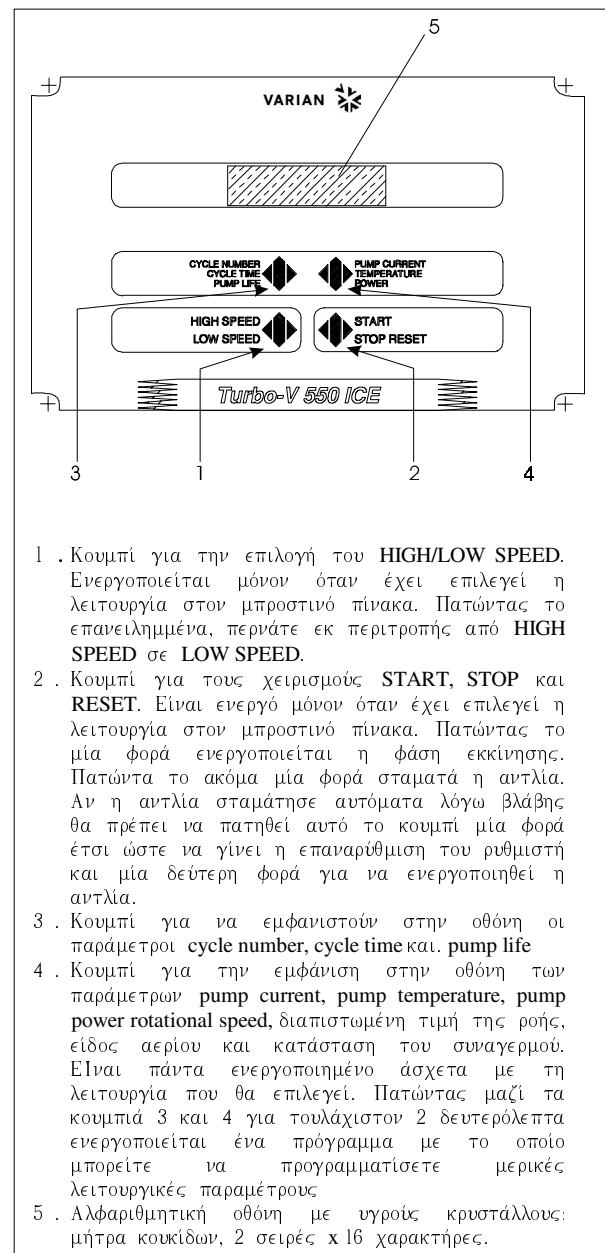 5
VARIAN
CYCLE NUMBER
CYCLE TIME
PUMP LIFE
PUMP CURRENT
TEMPERATURE
POWER
HIGH SPEED
LOW SPEED
START
STOP RESET
Turbo-V 550 ICE
3 1 2 4
1 . Κουμπί για την επιλογή του HIGH/LOW SPEED.
Ενεργοποιείται μόνον όταν έχει επιλεγεί η
λειτουργία στον μπροστινό πίνακα. Πατώντας το
επανειλημμένα, περνάτε εκ περιτροπής από HIGH
SPEED σε LOW SPEED.
2 . Κουμπί για τους χειρισμούς START, STOP και
RESET. Είναι ενεργό μόνον όταν έχει επιλεγεί η
λειτουργία στον μπροστινό πίνακα. Πατώντας το
μία φορά ενεργοποιείται η φάση εκκίνησης.
Πατώντα το ακόμα μία φορά σταματά η αντλία.
Αν η αντλία σταμάτησε αυτόματα λόγω βλάβης
θα πρέπει να πατηθεί αυτό το κουμπί μία φορά
έτσι ώστε να γίνει η επαναρύθμιση του ρυθμιστή
και μία δεύτερη φορά για να ενεργοποιηθεί η
αντλία.
3 . Κουμπί για να εμφανιστούν στην οθόνη οι
παράμετροι cycle number, cycle time και. pump life
4 . Κουμπί για την εμφάνιση στην οθόνη των
παράμετρων pump current, pump temperature, pump
power rotational speed, διαπιστωμένη τιμή της ροής,
είδος αερίου και κατάσταση του συναγερμού.
ΕΙναι πάντα ενεργοποιημένο άσχετα με τη
λειτουργία που θα επιλεγεί. Πατώντας μαζί τα
κουμπιά 3 και 4 για τουλάχιστον 2 δευτερόλεπτα
ενεργοποιείται ένα πρόγραμμα με το οποίο
μπορείτε να προγραμματίσετε μερικές
λειτουργικές παραμέτρους
5 . Αλφαριθμητική οθόνη με υγρούς κρυστάλλους:
μήτρα κουκίδων, 2 σειρές x 16 χαρακτήρες.